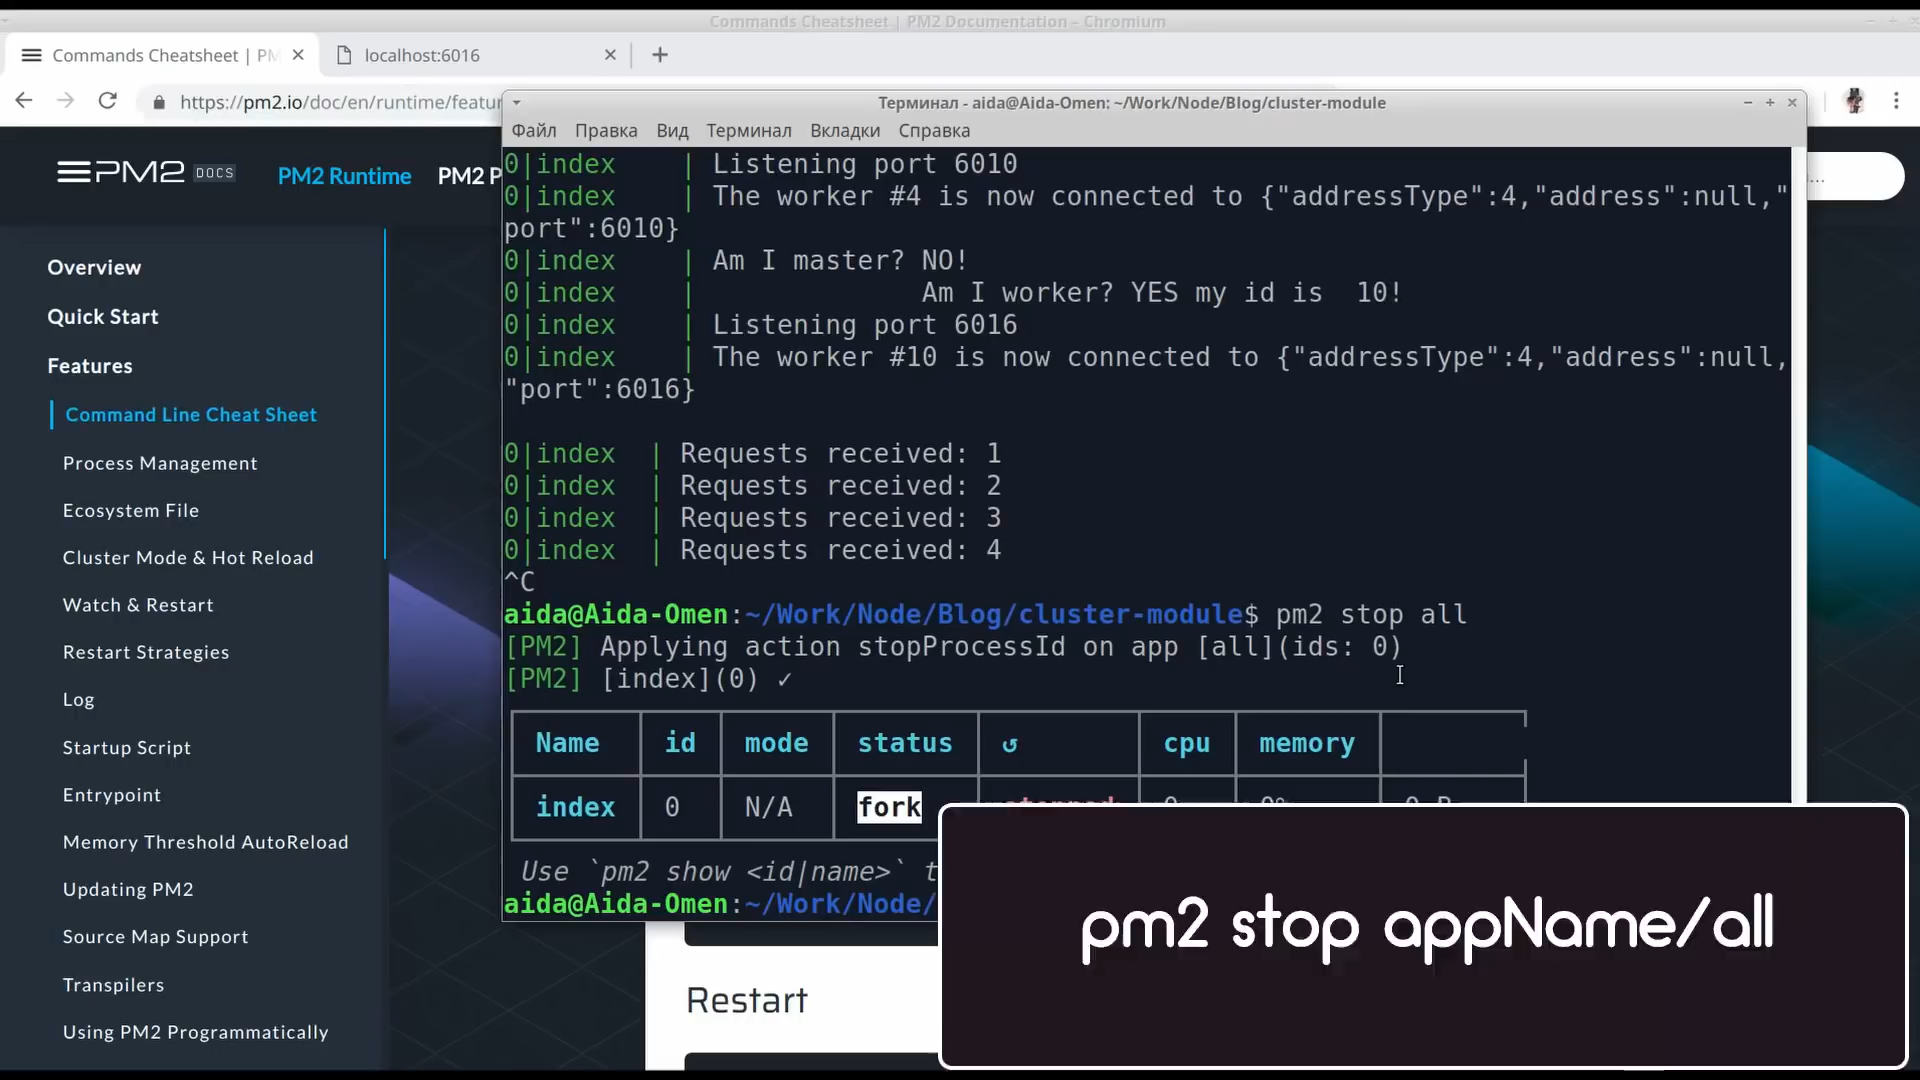 Commands Cheatsheet | PM2 Documentation – Chromium
Commands Cheatsheet | PM
localhost:6016
https://pm2.io/doc/en/runtime/featu
Терминал - aida@Aida-Omen: ~/Work/Node/Blog/cluster-module
Файл Правка Вид Терминал Вкладки Справка
PM2 DOCS
PM2 Runtime
PM2 P
...
Overview
Quick Start
Features
Command Line Cheat Sheet
Process Management
Ecosystem File
Cluster Mode & Hot Reload
Watch & Restart
Restart Strategies
Log
Startup Script
Entrypoint
Memory Threshold AutoReload
Updating PM2
Source Map Support
Transpilers
Using PM2 Programmatically
0|index | Listening port 6010
0|index | The worker #4 is now connected to {"addressType":4,"address":null,"
port":6010}
0|index | Am I master? NO!
0|index | Am I worker? YES my id is 10!
0|index | Listening port 6016
0|index | The worker #10 is now connected to {"addressType":4,"address":null,
"port":6016}
0|index | Requests received: 1
0|index | Requests received: 2
0|index | Requests received: 3
0|index | Requests received: 4
^C
aida@Aida-Omen:~/Work/Node/Blog/cluster-module$ pm2 stop all
[PM2] Applying action stopProcessId on app [all](ids: 0)
[PM2] [index](0) ✓
Name id mode status ↺ cpu memory
index 0 N/A fork
Use `pm2 show <id|name>` t
aida@Aida-Omen:~/Work/Node/
Restart
pm2 stop appName/all